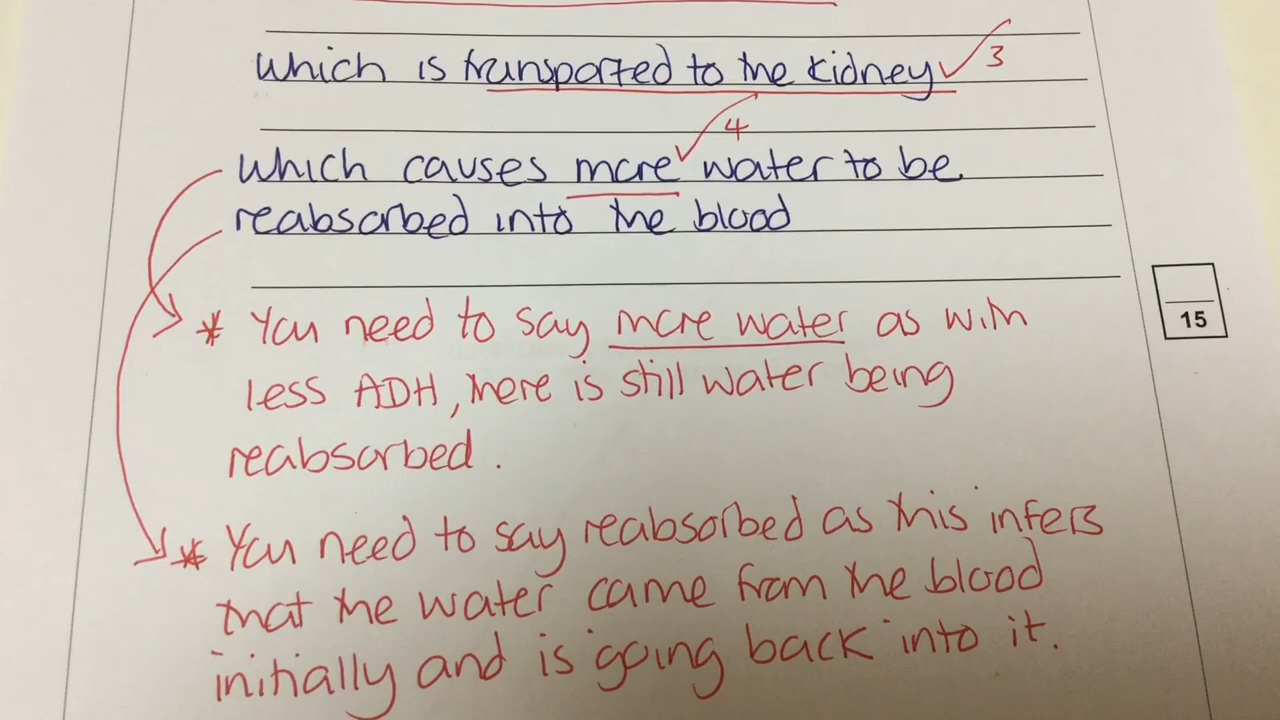 which is transported to the kidney 3
4
which causes more water to be
reabsorbed into the blood
* You need to say more water as with
less ADH, there is still water being
reabsorbed.
15
* You need to say reabsorbed as this infers
that the water came from the blood
initially and is going back into it.